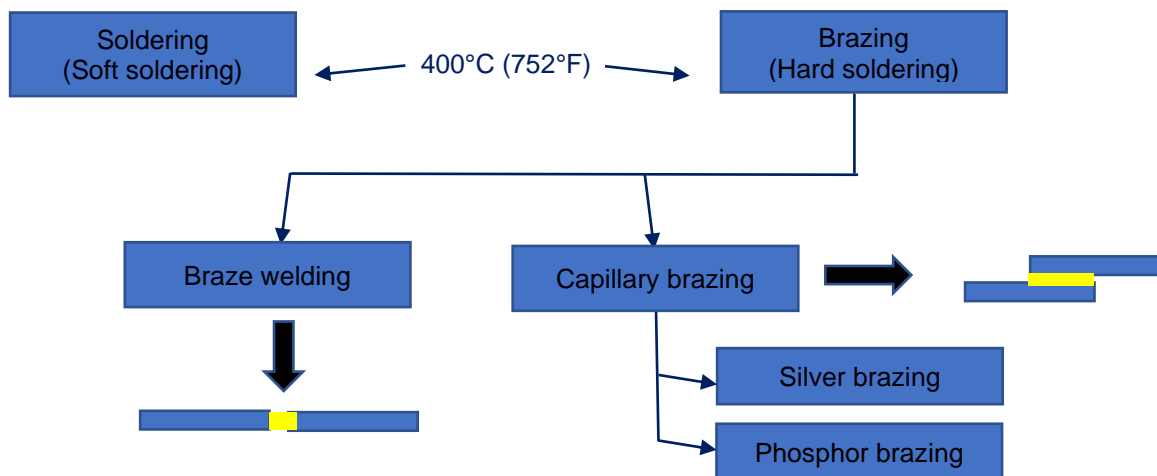 Soldering
(Soft soldering)
400°C (752°F)
Brazing
(Hard soldering)
Braze welding
Capillary brazing
Silver brazing
Phosphor brazing